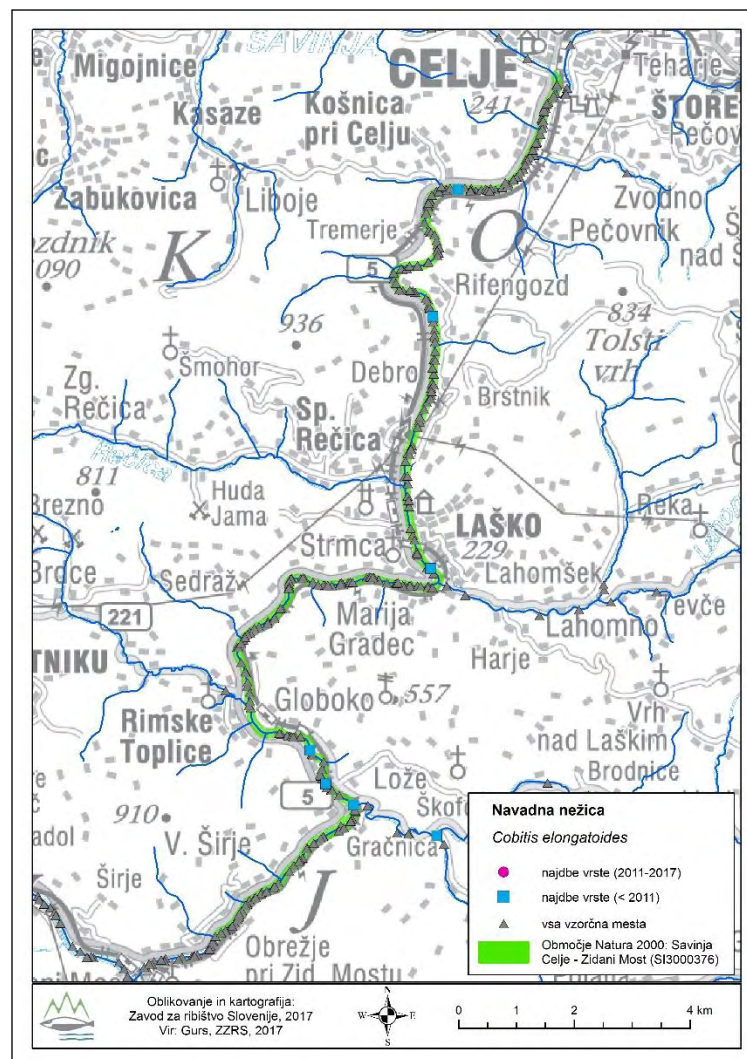 SAVINJA
CELJE
Migojnice
Teharje
Kasaze
Košnica
pri Celju
241
ŠTORE
Zabukovica
Liboje
Zvodno
Tremerje
Pečovnik
K
O
5
090
Rifengozd
936
834
Tolsti
vrh
Šmohor
Debro
Zg.
Rečica
Brstnik
Sp.
Rečica
811
Huda
Jama
Reka
Brezno
LAŠKO
229
Strmca
Brdce
Sedraž
Lahomšek
221
Marija
Gradec
Lahomno
evče
TNIKU
Harje
Globoko
557
Rimske
Toplice
Vrh
nad Laškim
Brodnice
Lože
5
910
V. Širje
Gračnica
Širje
J
Obrežje
pri Zid. Mostu
Navadna nežica
Cobitis elongatoides
najdbe vrste (2011-2017)
najdbe vrste (< 2011)
vsa vzorčna mesta
Območje Natura 2000: Savinja
Celje - Zidani Most (SI3000376)
Oblikovanje in kartografija:
Zavod za ribištvo Slovenije, 2017
Vir: Gurs, ZZRS, 2017
N
W E
S
0 1 2 4 km